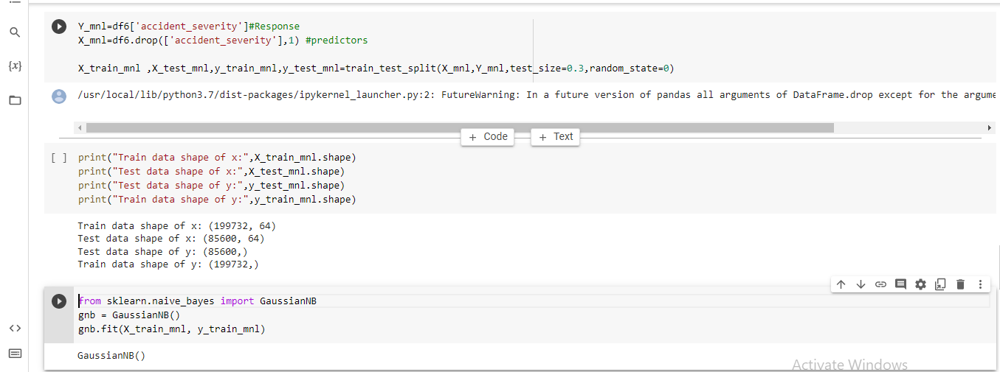 Y_mnl=df6['accident_severity']#Response
X_mnl=df6.drop(['accident_severity'],1) #predictors
X_train_mnl ,X_test_mnl,y_train_mnl,y_test_mnl=train_test_split(X_mnl,Y_mnl,test_size=0.3,random_state=0)
{x}
/usr/local/lib/python3.7/dist-packages/ipykernel_launcher.py:2: FutureWarning: In a future version of pandas all arguments of DataFrame.drop except for the argume
+ Code + Text
[ ] print("Train data shape of x:",X_train_mnl.shape)
print("Test data shape of x:",X_test_mnl.shape)
print("Test data shape of y:",y_test_mnl.shape)
print("Train data shape of y:",y_train_mnl.shape)
Train data shape of x: (199732, 64)
Test data shape of x: (85600, 64)
Test data shape of y: (85600,)
Train data shape of y: (199732,)
from sklearn.naive_bayes import GaussianNB
gnb = GaussianNB()
gnb.fit(X_train_mnl, y_train_mnl)
<>
GaussianNB()
Activate Windows